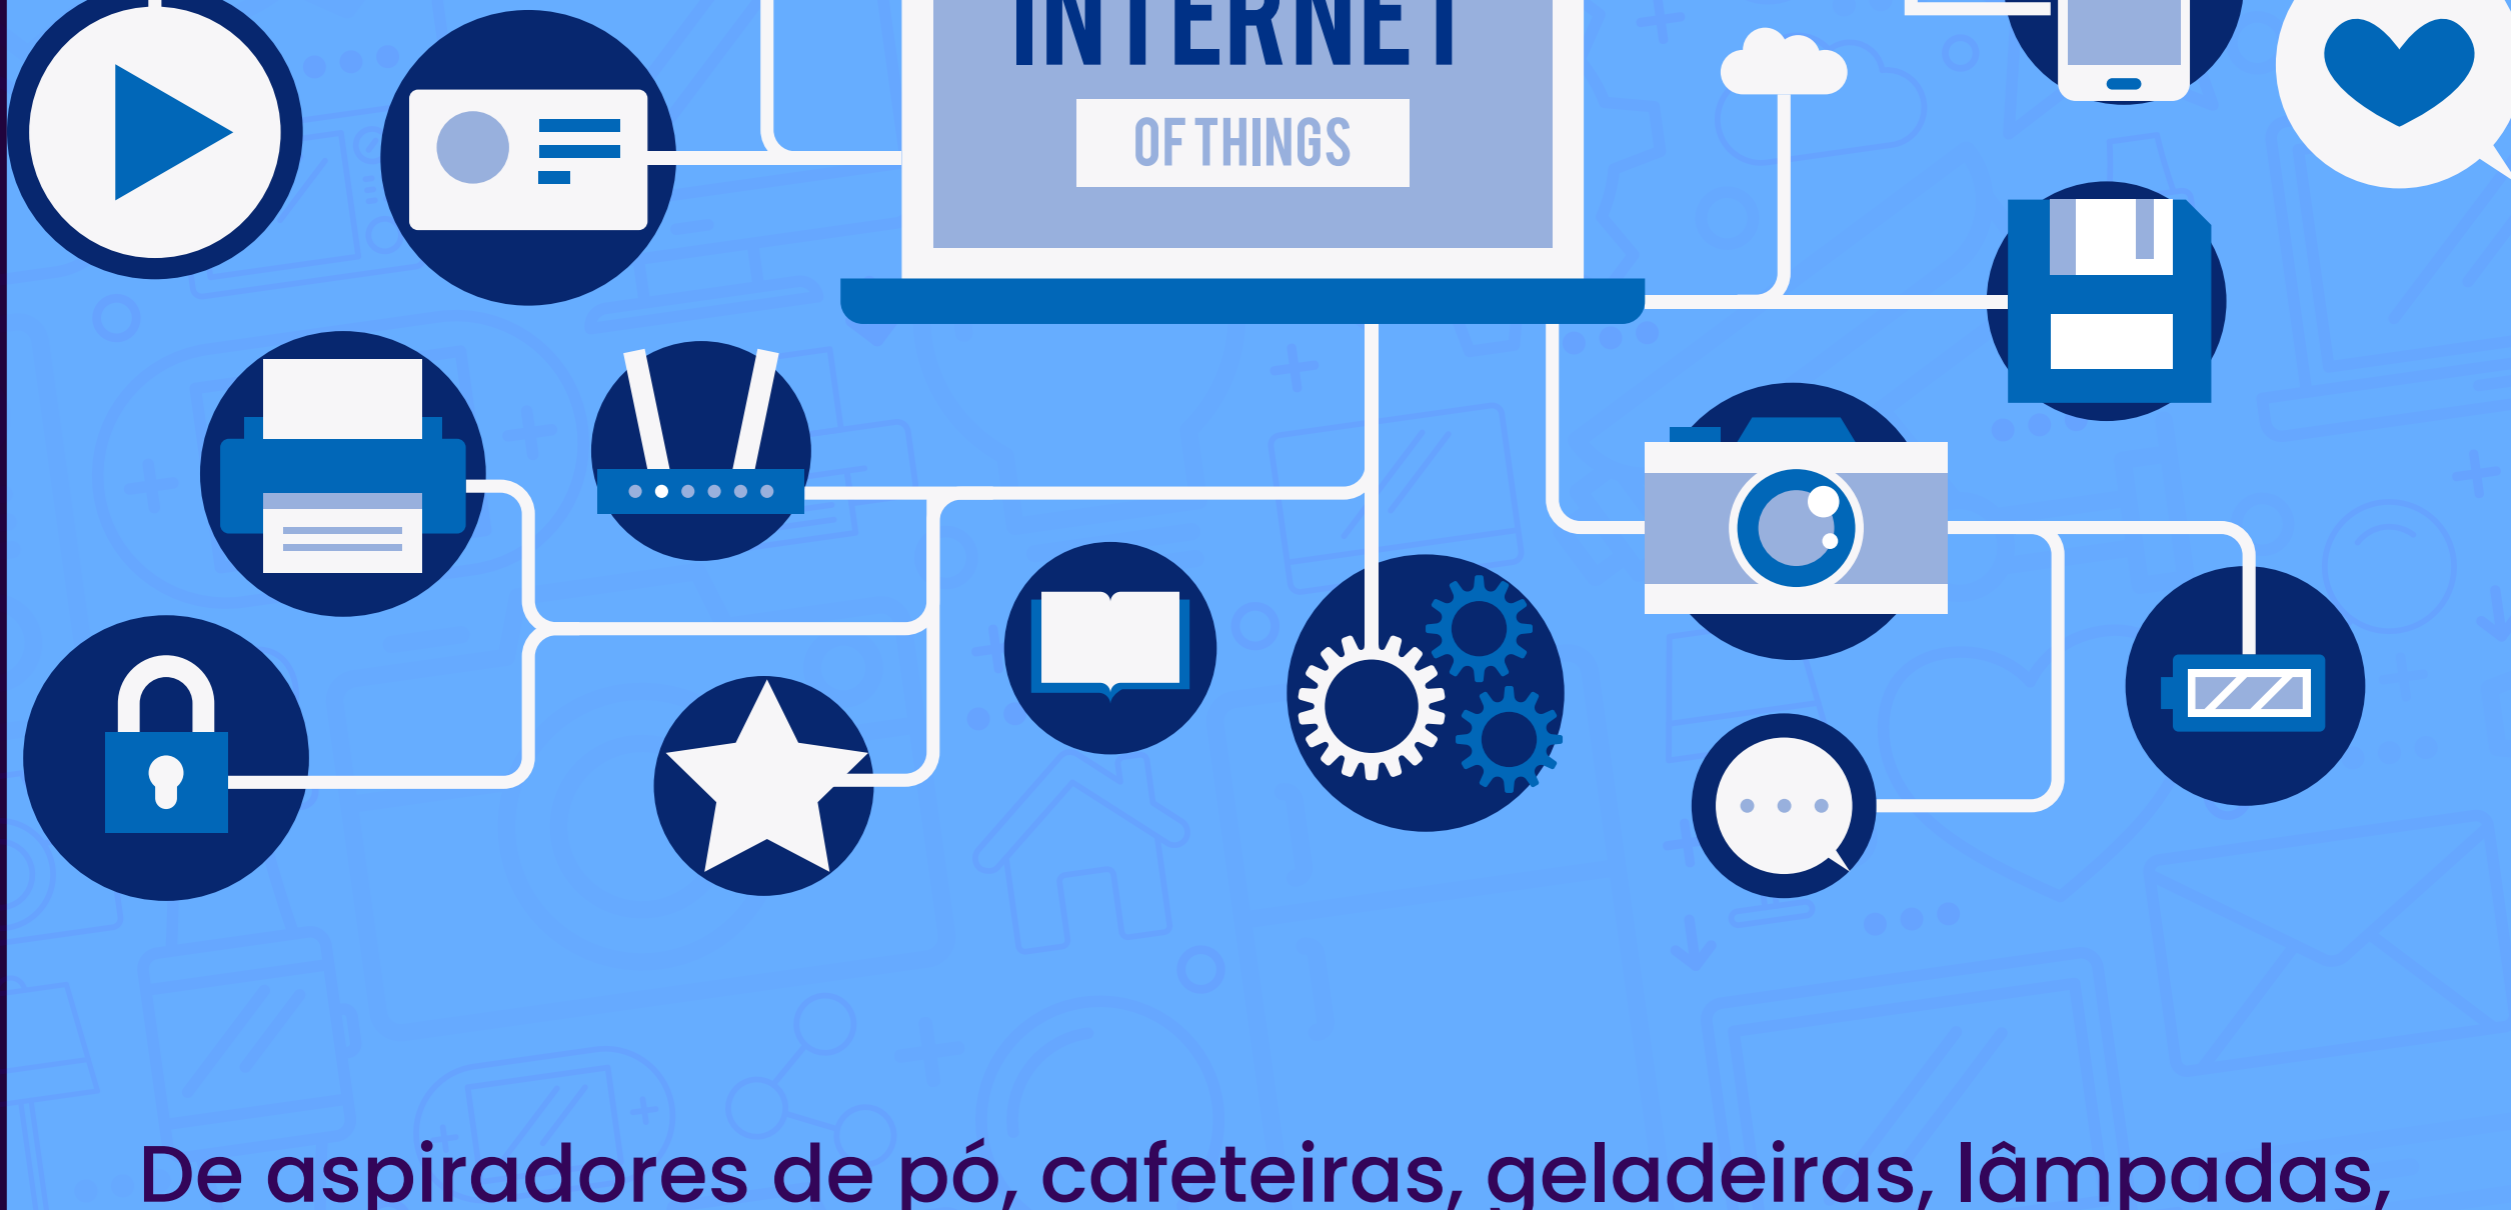 INTERNET
OF THINGS
De aspiradores de pó, cafeteiras, geladeiras, lâmpadas,